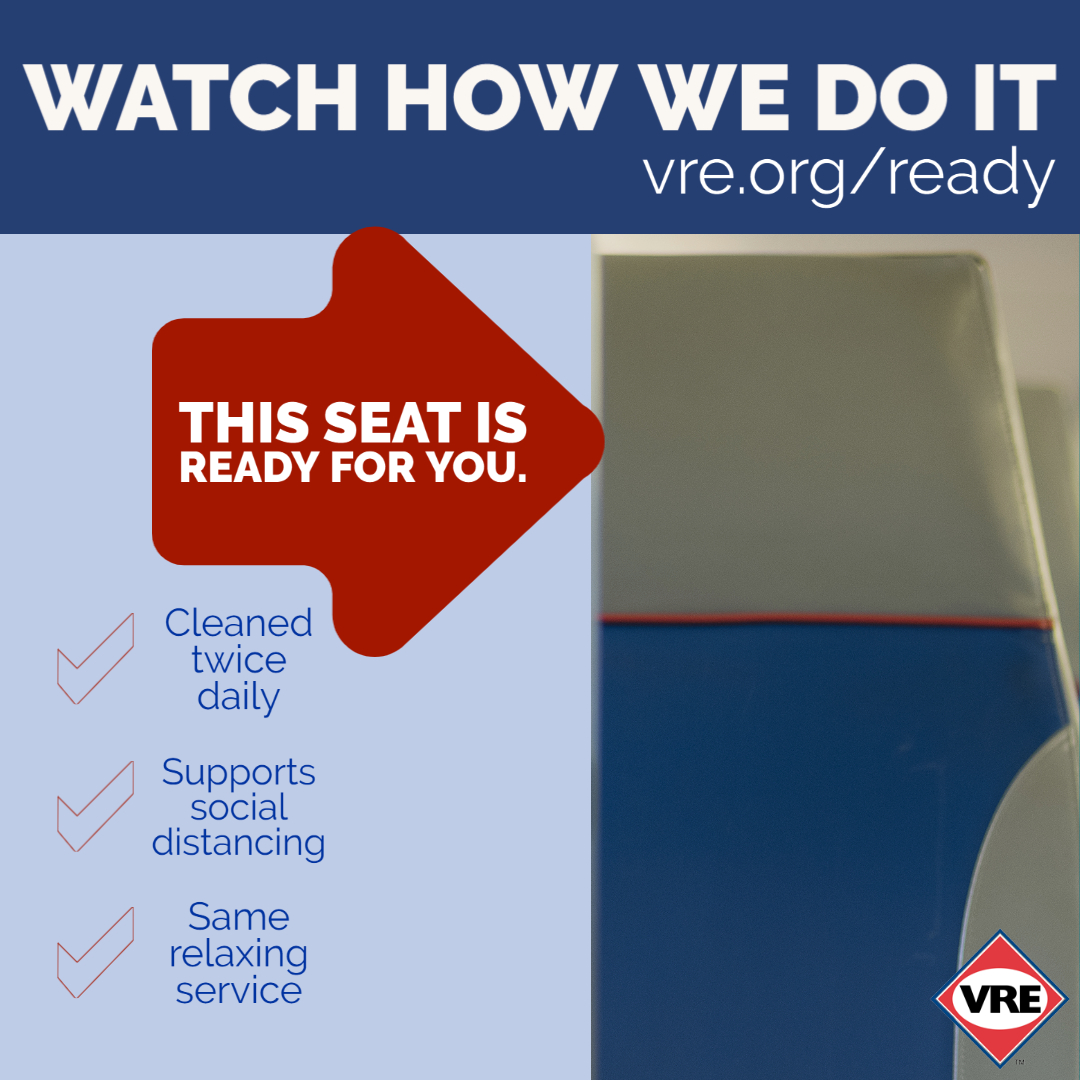 WATCH HOW WE DO IT
vre.org/ready
THIS SEAT IS
READY FOR YOU.
Cleaned
twice
daily
Supports
social
distancing
Same
relaxing
service
VRE
TM